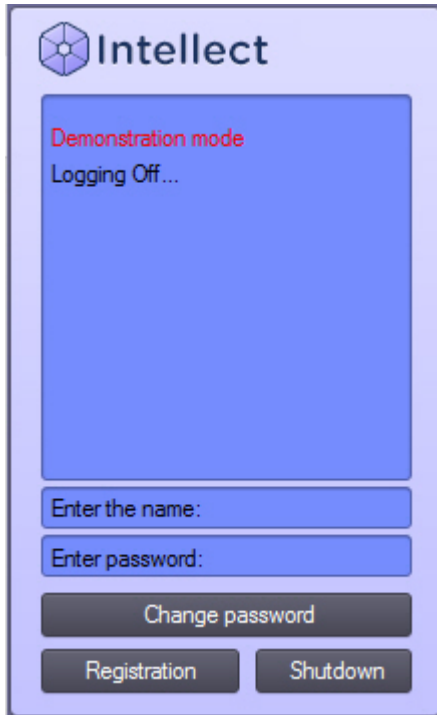 Intellect
Demonstration mode
Logging Off...
Enter the name:
Enter password:
Change password
Registration
Shutdown